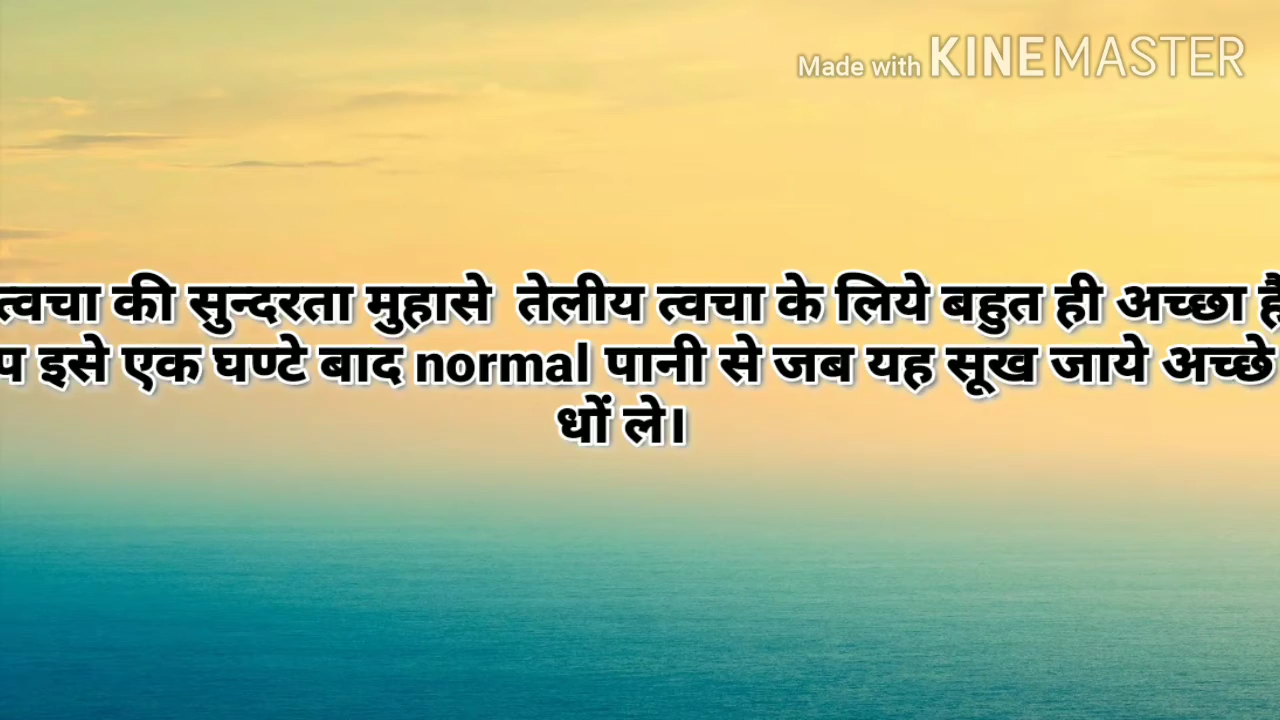 Made with KINEMASTER
त्वचा की सुन्दरता मुहासे तेलीय त्वचा के लिये बहुत ही अच्छा है
प इसे एक घण्टे बाद normal पानी से जब यह सूख जाये अच्छे
धों ले।